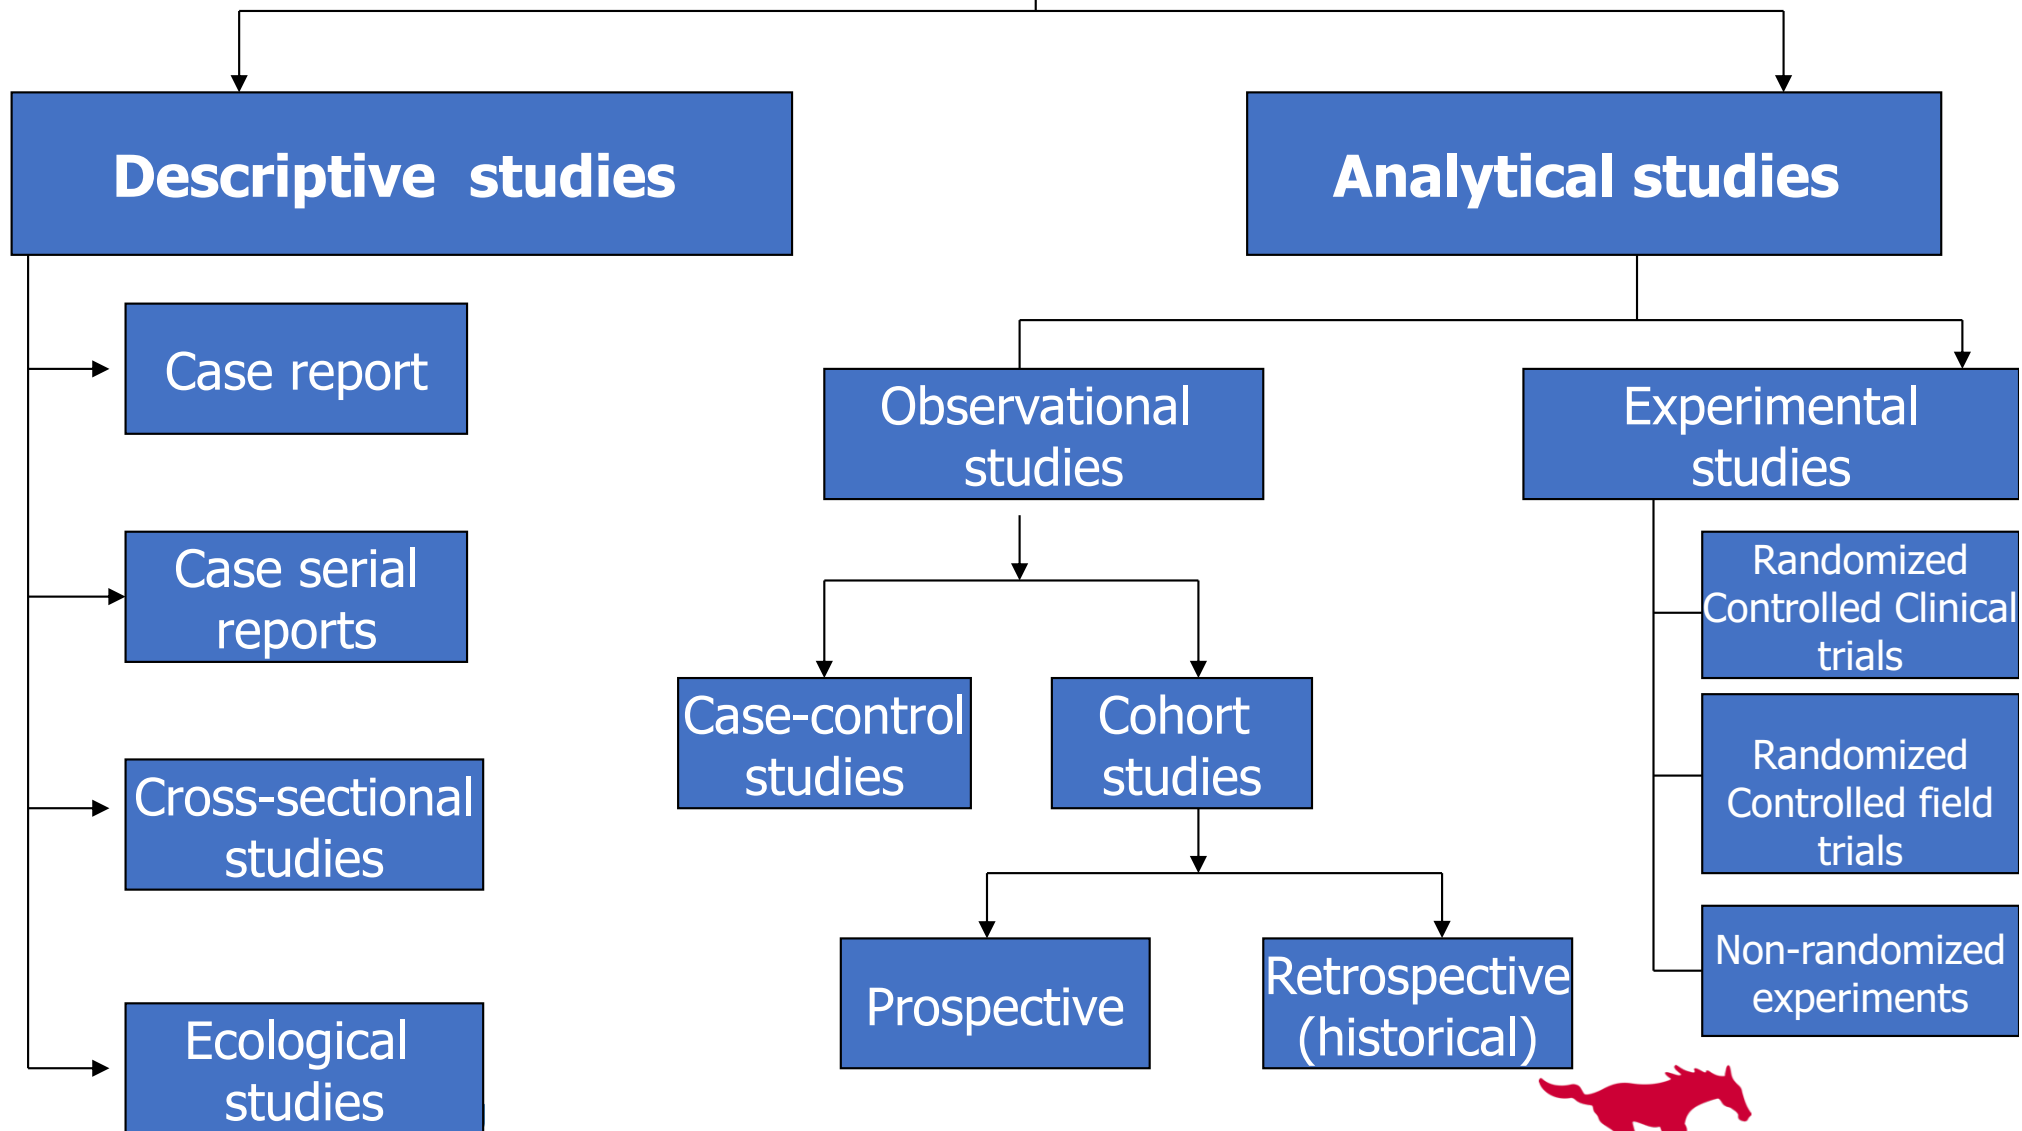 Descriptive studies
Analytical studies
Case report
Case serial
reports
Cross-sectional
studies
Ecological
studies
Observational
studies
Case-control
studies
Cohort
studies
Prospective
Retrospective
(historical)
Experimental
studies
Randomized
Controlled Clinical
trials
Randomized
Controlled field
trials
Non-randomized
experiments